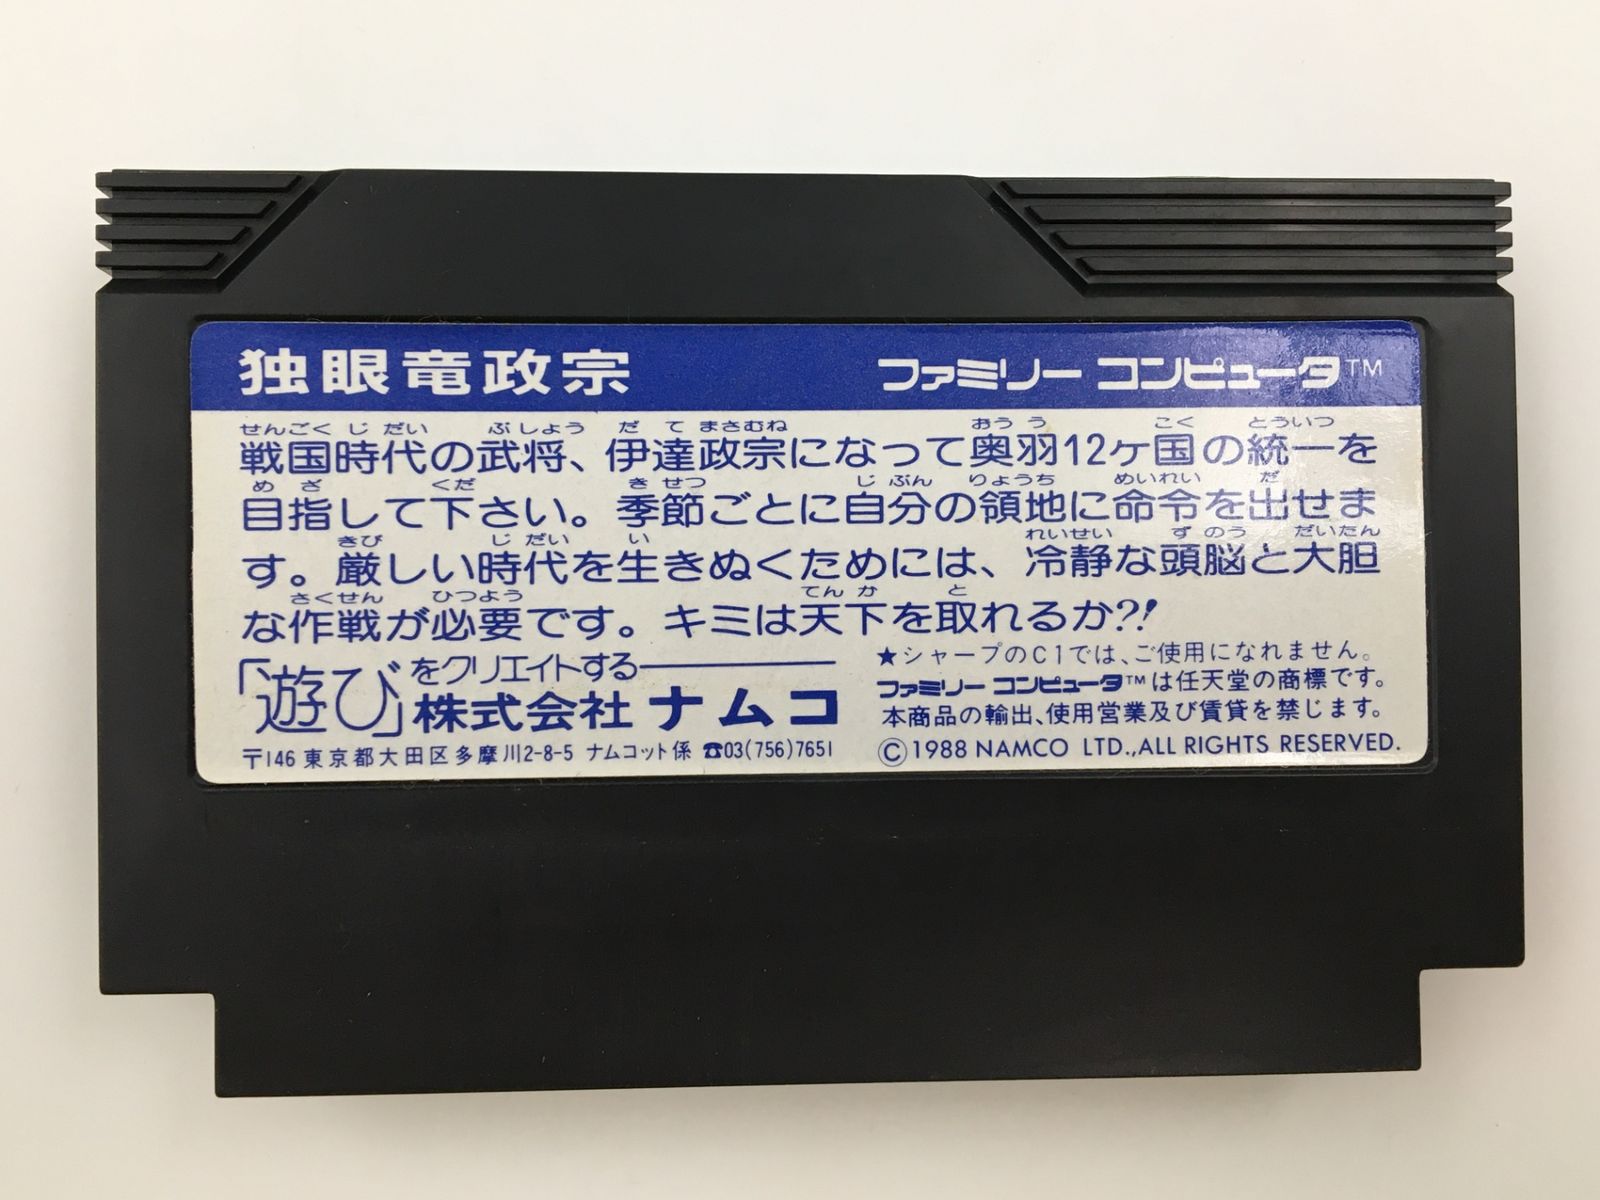 独眼竜政宗 ファミリー コンピュータ™
せんごくじだい ぶしょう だてまさむね おうう こく とういつ
戦国時代の武将、伊達政宗になって奥羽12ケ国の統一を
めざ くだ きせつ じぶん りょうち めいれい だ
目指して下さい。季節ごとに自分の領地に命令を出せま
きび じだい い れいせい ずのう だいたん
す。厳しい時代を生きぬくためには、冷静な頭脳と大胆
さくせん ひつよう てんか と
な作戦が必要です。キミは天下を取れるか?!
「遊び」をクリエイトする
株式会社 ナムコ
〒146 東京都大田区多摩川2-8-5 ナムコット係 ☎03(756)7651
★シャープのC1では、ご使用になれません。
ファミリー コンピュータ™は任天堂の商標です。
本商品の輸出、使用営業及び賃貸を禁じます。
©1988 NAMCO LTD.,ALL RIGHTS RESERVED.